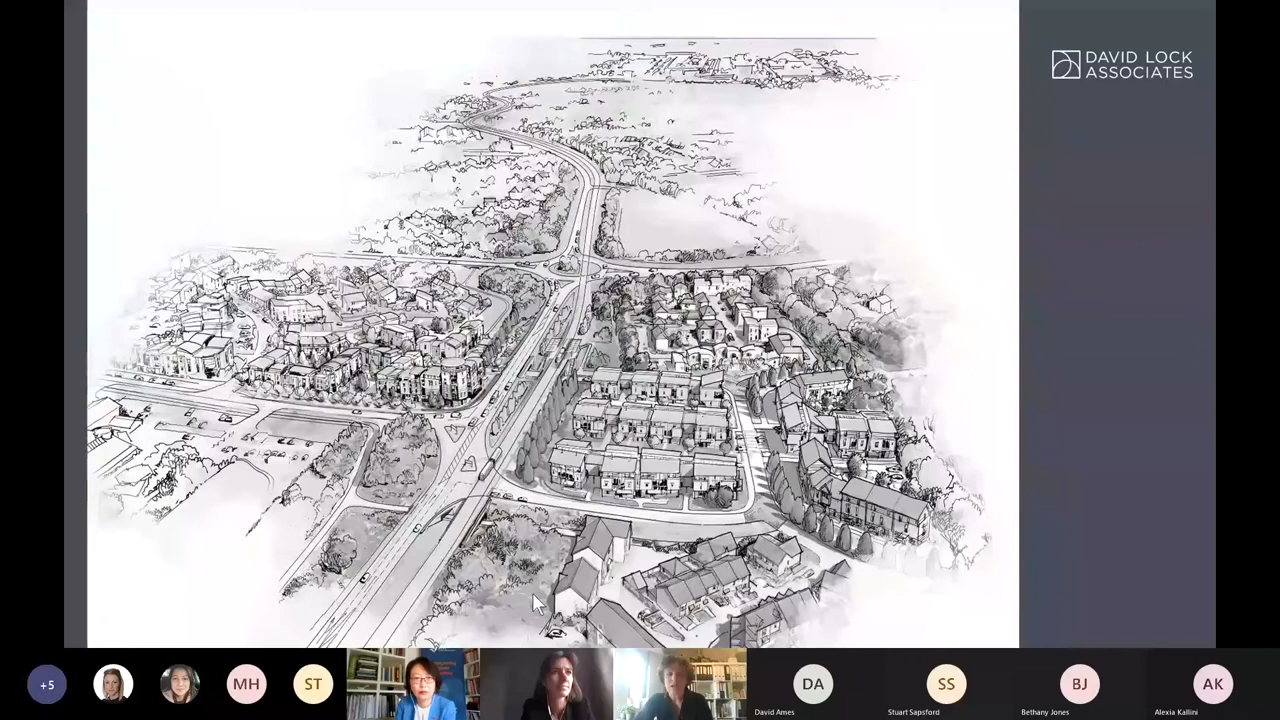 DAVID LOCK
ASSOCIATES
+5
MH
ST
DA
SS
BJ
AK
David Ames
Stuart Sapsford
Bethany Jones
Alexia Kallini